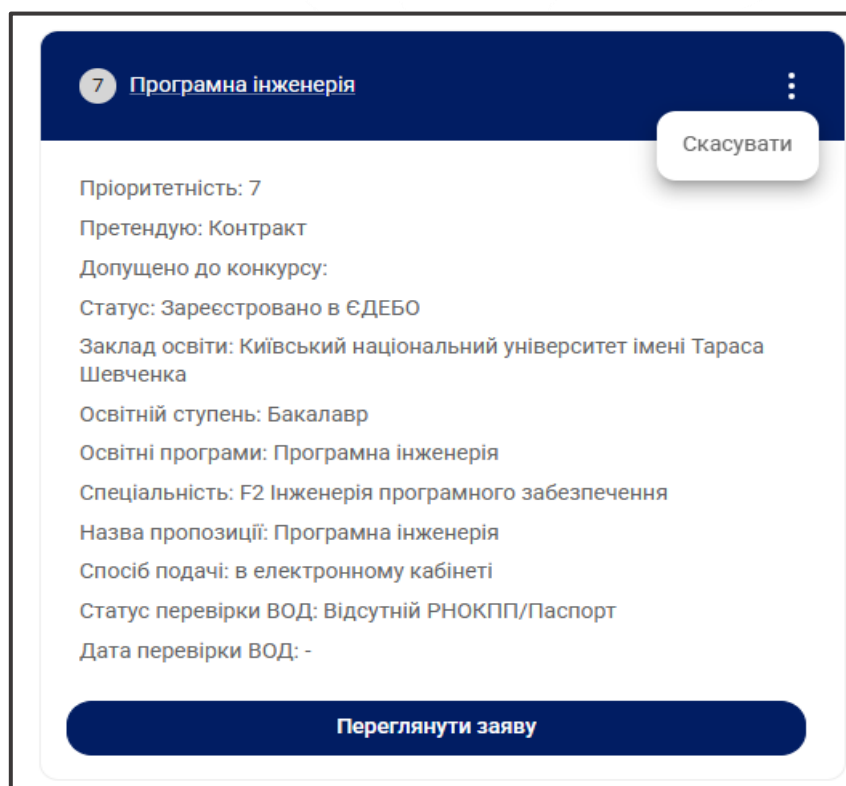 7 Програмна інженерія
Скасувати
Пріоритетність: 7
Претендую: Контракт
Допущено до конкурсу:
Статус: Зареєстровано в ЄДЕБО
Заклад освіти: Київський національний університет імені Тараса
Шевченка
Освітній ступень: Бакалавр
Освітні програми: Програмна інженерія
Спеціальність: F2 Інженерія програмного забезпечення
Назва пропозиції: Програмна інженерія
Спосіб подачі: в електронному кабінеті
Статус перевірки ВОД: Відсутній РНОКПП/Паспорт
Дата перевірки ВОД: -
Переглянути заяву